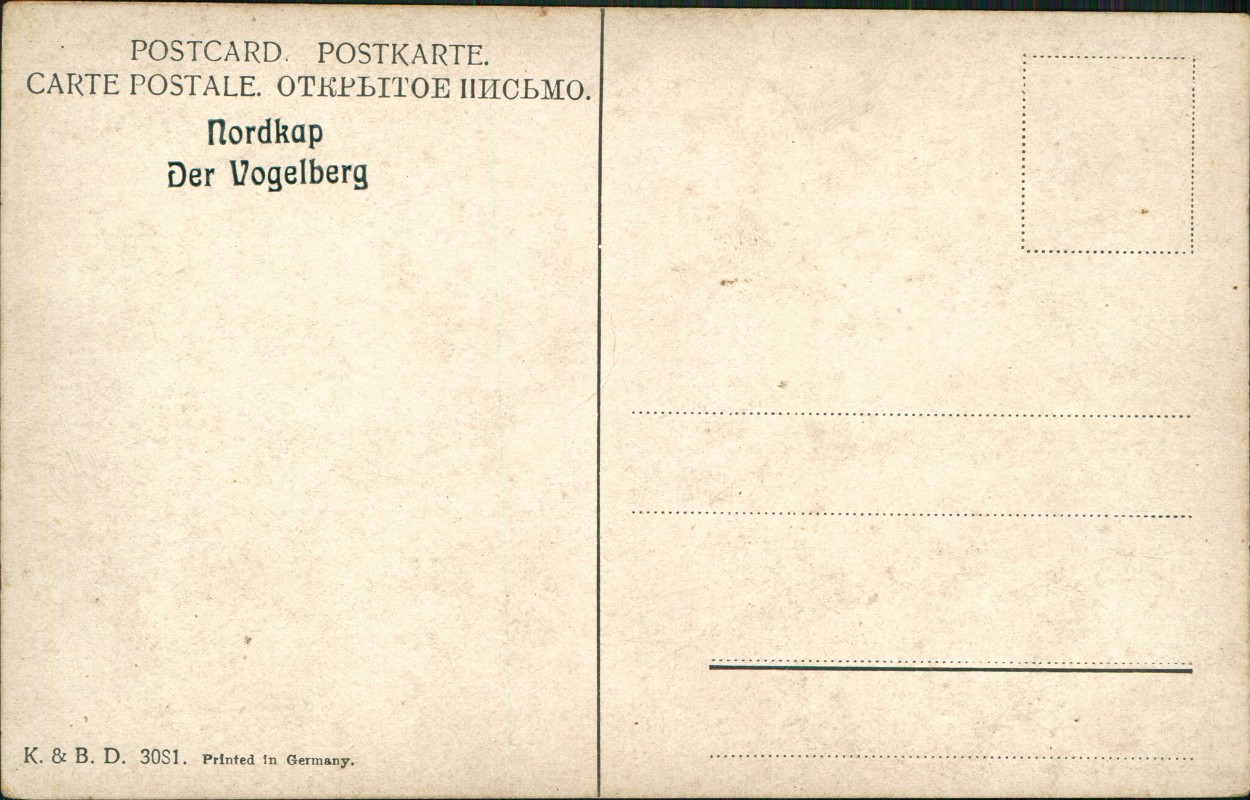 POSTCARD. POSTKARTE.
CARTE POSTALE. ОТКРЫТОЕ ПИСЬМО.
Nordkap
Der Vogelberg
K. & B. D. 30S1. Printed in Germany.